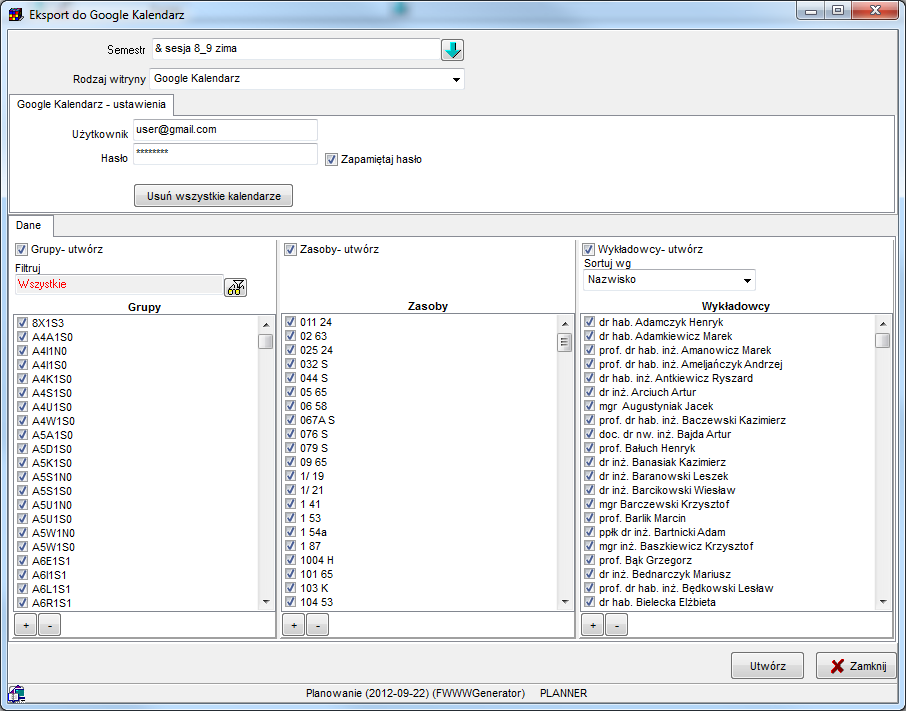 Eksport do Google Kalendarz
Semestr & sesja 8_9 zima
Rodzaj witryny Google Kalendarz
Google Kalendarz - ustawienia
Użytkownik user@gmail.com
Hasło ******** Zapamiętaj hasło
Usuń wszystkie kalendarze
Dane
Grupy- utwórz
Filtruj
Wszystkie
Grupy
8X1S3
A4A1S0
A4I1N0
A4I1S0
A4K1S0
A4S1S0
A4U1S0
A4W1S0
A5A1S0
A5D1S0
A5K1S0
A5S1N0
A5S1S0
A5U1N0
A5U1S0
A5W1N0
A5W1S0
A6E1S1
A6I1S1
A6L1S1
A6R1S1
+ -
Zasoby- utwórz
Zasoby
011 24
02 63
025 24
032 S
044 S
05 65
06 58
067A S
076 S
079 S
09 65
1/ 19
1/ 21
1 41
1 53
1 54a
1 87
1004 H
101 65
103 K
104 53
+ -
Wykładowcy- utwórz
Sortuj wg
Nazwisko
Wykładowcy
dr hab. Adamczyk Henryk
dr hab. Adamkiewicz Marek
prof. dr hab. inż. Amanowicz Marek
prof. dr hab. inż. Ameljańczyk Andrzej
dr hab. inż. Antkiewicz Ryszard
dr inż. Arciuch Artur
mgr Augustyniak Jacek
prof. dr hab. inż. Baczewski Kazimierz
doc. dr nw. inż. Bajda Artur
prof. Bałuch Henryk
dr inż. Banasiak Kazimierz
dr inż. Baranowski Leszek
dr inż. Barcikowski Wiesław
mgr Barczewski Krzysztof
prof. Barlik Marcin
ppłk dr inż. Bartnicki Adam
mgr inż. Baszkiewicz Krzysztof
prof. Bąk Grzegorz
dr inż. Bednarczyk Mariusz
prof. dr hab. inż. Będkowski Lesław
dr hab. Bielecka Elżbieta
+ -
Utwórz Zamknij
Planowanie (2012-09-22) (FWWWGenerator) PLANNER